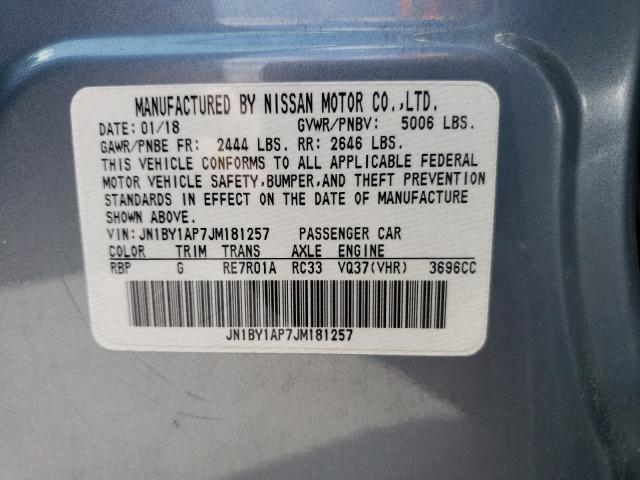 MANUFACTURED BY NISSAN MOTOR CO.,LTD.
DATE: 01/18 GVWR/PNBV: 5006 LBS.
GAWR/PNBE FR: 2444 LBS. RR: 2646 LBS.
THIS VEHICLE CONFORMS TO ALL APPLICABLE FEDERAL
MOTOR VEHICLE SAFETY,BUMPER,AND THEFT PREVENTION
STANDARDS IN EFFECT ON THE DATE OF MANUFACTURE
SHOWN ABOVE.
VIN: JN1BY1AP7JM181257 PASSENGER CAR
COLOR TRIM TRANS AXLE ENGINE
RBP G RE7R01A RC33 VQ37(VHR) 3696CC
JN1BY1AP7JM181257